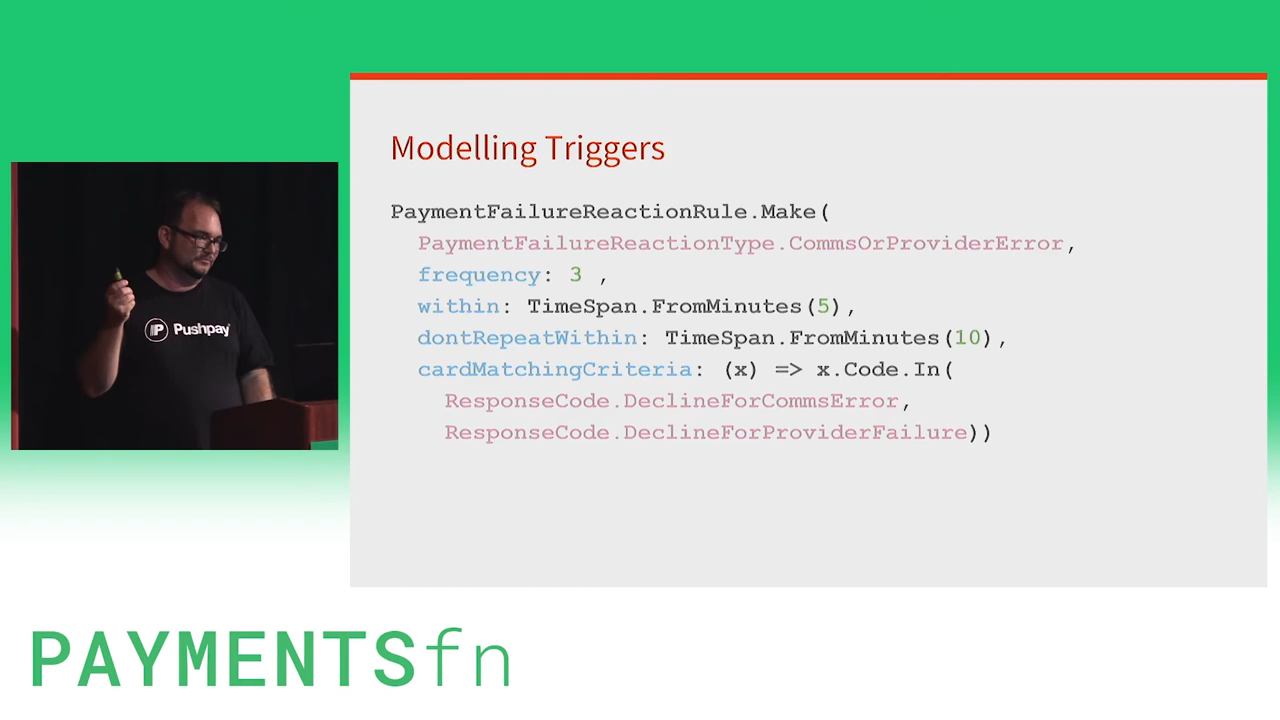 Modelling Triggers
PaymentFailureReactionRule.Make(
PaymentFailureReactionType.CommsOrProviderError,
frequency: 3 ,
within: TimeSpan.FromMinutes(5),
dontRepeatWithin: TimeSpan.FromMinutes(10),
cardMatchingCriteria: (x) => x.Code.In(
ResponseCode.DeclineForCommsError,
ResponseCode.DeclineForProviderFailure))
Pushpay
PAYMENTSfn